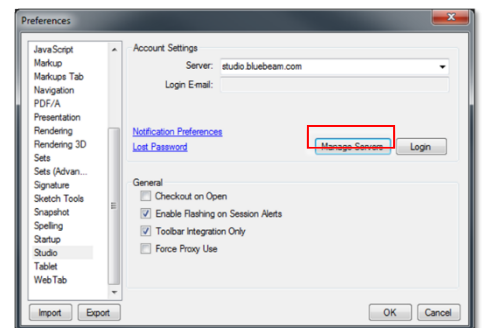 Preferences
JavaScript
Markup
Markups Tab
Navigation
PDF/A
Presentation
Rendering
Rendering 3D
Sets
Sets (Advan...
Signature
Sketch Tools
Snapshot
Spelling
Startup
Studio
Tablet
WebTab
Import
Export
Account Settings
Server:
studio.bluebeam.com
Login E-mail:
Notification Preferences
Lost Password
Manage Servers
Login
General
Checkout on Open
Enable Flashing on Session Alerts
Toolbar Integration Only
Force Proxy Use
OK
Cancel